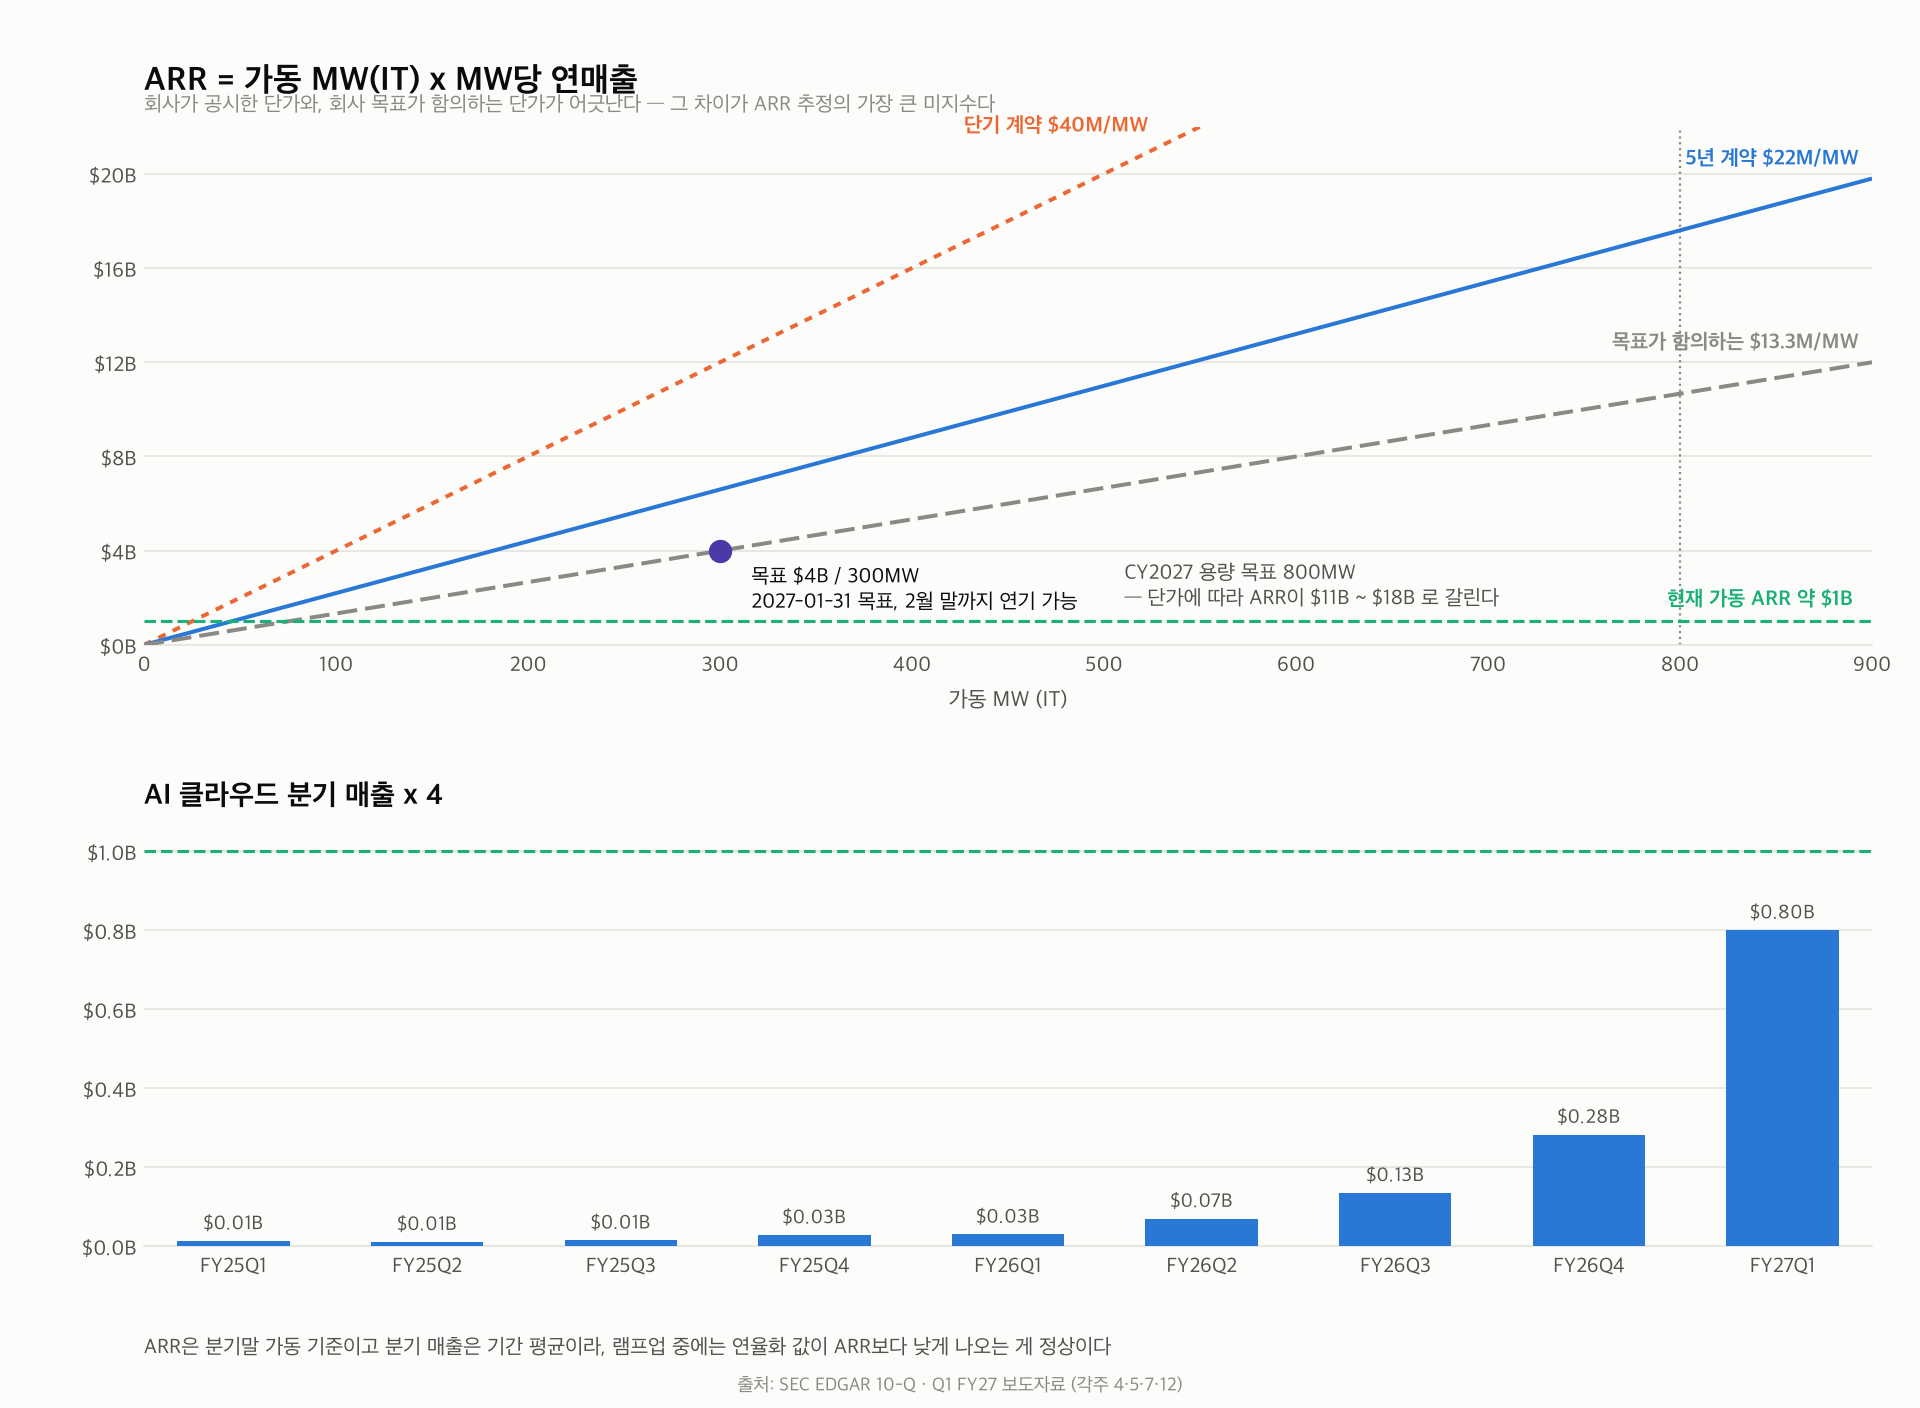 ARR = 가동 MW(IT) x MW당 연매출
회사가 공시한 단가와, 회사 목표가 함의하는 단가가 어긋난다 — 그 차이가 ARR 추정의 가장 큰 미지수다
단기 계약 $40M/MW
5년 계약 $22M/MW
$20B
$16B
목표가 함의하는 $13.3M/MW
$12B
$8B
$4B
목표 $4B / 300MW
2027-01-31 목표, 2월 말까지 연기 가능
CY2027 용량 목표 800MW
— 단가에 따라 ARR이 $11B ~ $18B 로 갈린다
현재 가동 ARR 약 $1B
$0B
0 100 200 300 400 500 600 700 800 900
가동 MW (IT)
AI 클라우드 분기 매출 x 4
$1.0B
$0.8B
$0.6B
$0.4B
$0.2B
$0.0B
$0.01B $0.01B $0.01B $0.03B $0.03B $0.07B $0.13B $0.28B $0.80B
FY25Q1 FY25Q2 FY25Q3 FY25Q4 FY26Q1 FY26Q2 FY26Q3 FY26Q4 FY27Q1
ARR은 분기말 가동 기준이고 분기 매출은 기간 평균이라, 램프업 중에는 연율화 값이 ARR보다 낮게 나오는 게 정상이다
출처: SEC EDGAR 10-Q · Q1 FY27 보도자료 (각주 4·5·7·12)